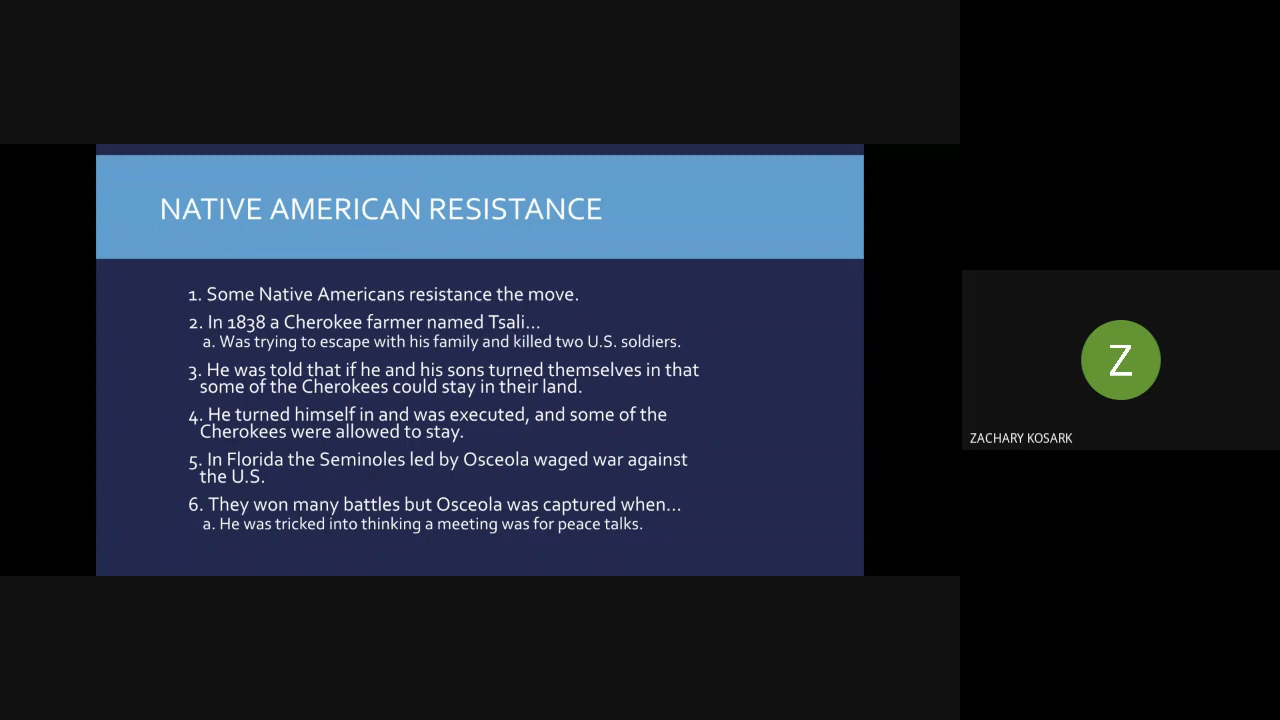 NATIVE AMERICAN RESISTANCE
1. Some Native Americans resistance the move.
2. In 1838 a Cherokee farmer named Tsali...
a. Was trying to escape with his family and killed two U.S. soldiers.
3. He was told that if he and his sons turned themselves in that
some of the Cherokees could stay in their land.
4. He turned himself in and was executed, and some of the
Cherokees were allowed to stay.
5. In Florida the Seminoles led by Osceola waged war against
the U.S.
6. They won many battles but Osceola was captured when...
a. He was tricked into thinking a meeting was for peace talks.
Z
ZACHARY KOSARK